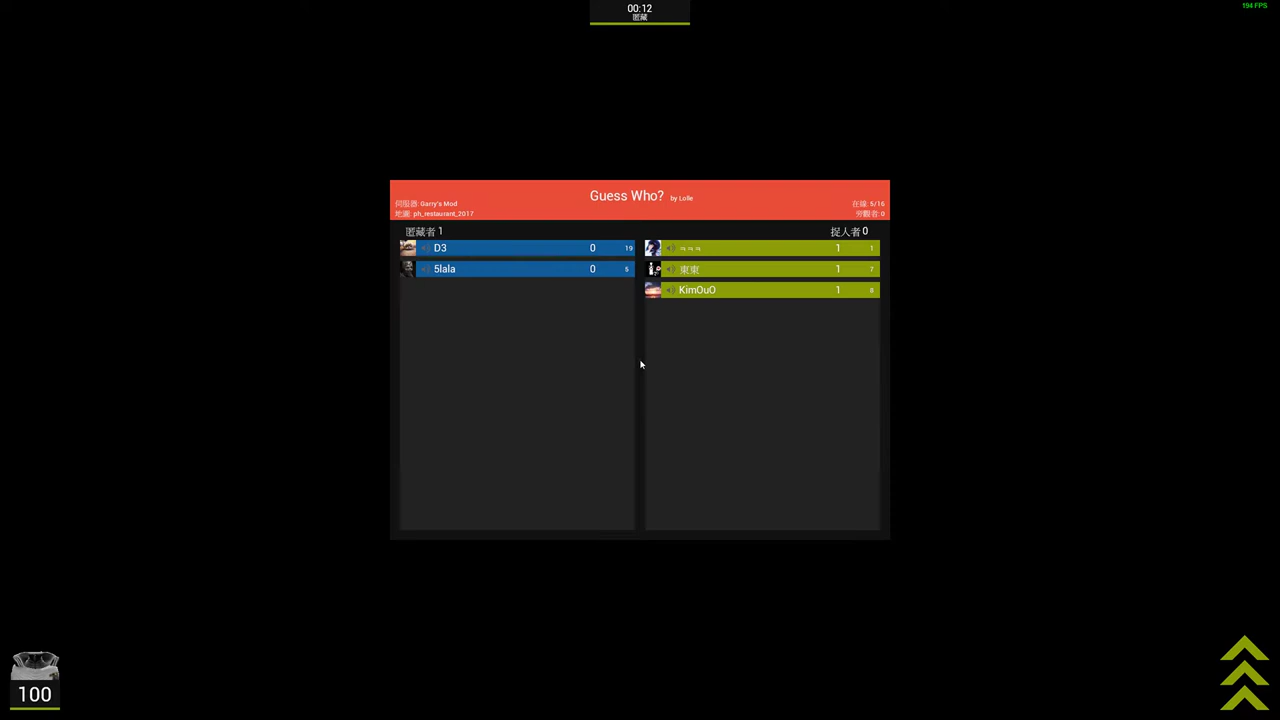 00:12
匿藏
194 FPS
Guess Who? by Lolle
伺服器: Garry's Mod
在線: 5/16
地圖: ph_restaurant_2017
旁觀者: 0
匿藏者 1
捉人者 0
D3 0 19
ㅋㅋㅋ 1 1
5lala 0 5
東東 1 7
KimOuO 1 8
100